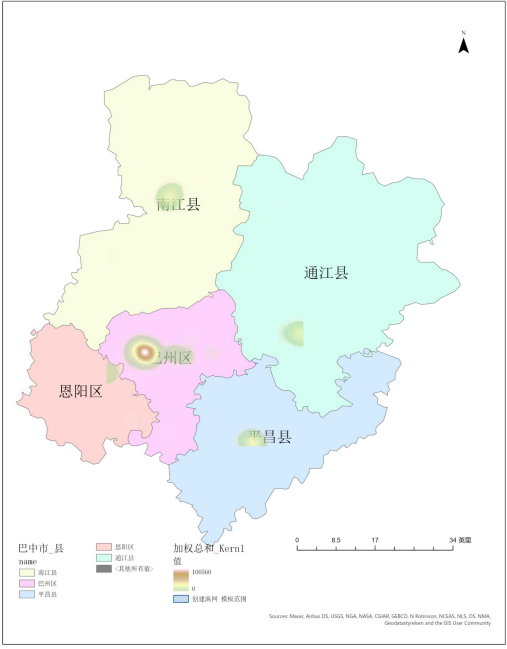 N
南江县
通江县
巴州区
恩阳区
平昌县
巴中市_县
name
南江县
巴州区
平昌县
恩阳区
通江县
<其他所有值>
加权总和_Kern1
值
100560
0
创建渔网 模板范围
0 8.5 17 34 英里
Sources: Maxar, Airbus DS, USGS, NGA, NASA, CGIAR, GEBCO, N Robinson, NCEAS, NLS, OS, NMA,
Geodatastyrelsen and the GIS User Community